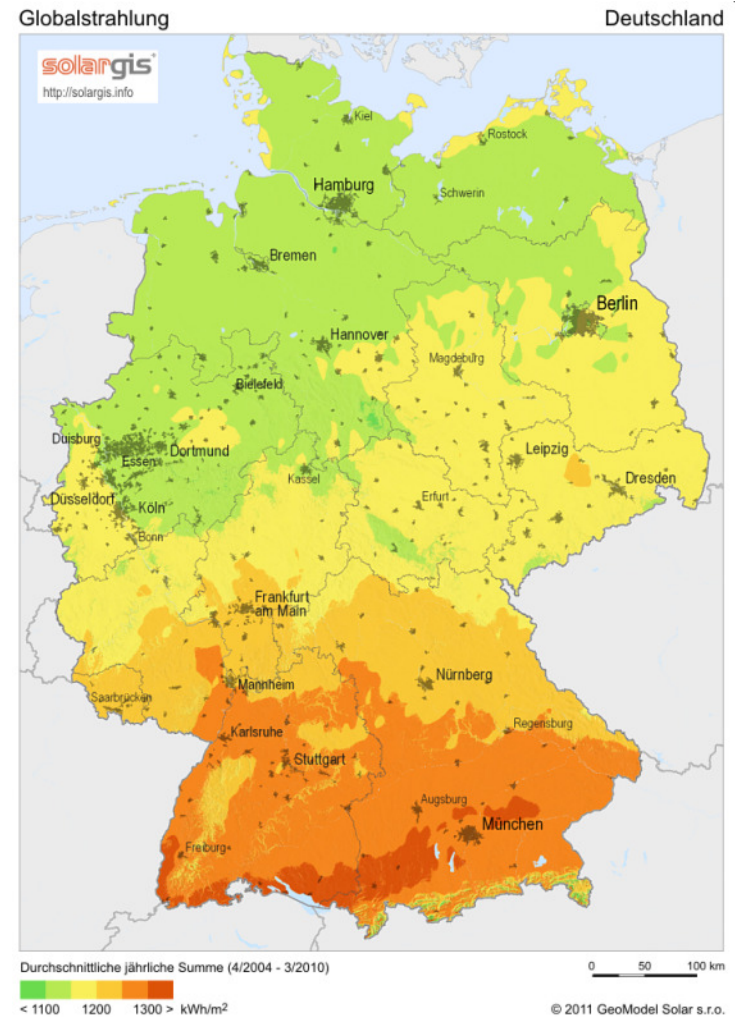 Globalstrahlung
Deutschland
solargis
http://solargis.info
Kiel
Rostock
Hamburg
Schwerin
Bremen
Berlin
Hannover
Magdeburg
Bielefeld
Duisburg
Dortmund
Essen
Leipzig
Kassel
Dresden
Düsseldorf
Erfurt
Köln
Bonn
Frankfurt
am Main
Nürnberg
Mannheim
Saarbrücken
Regensburg
Karlsruhe
Stuttgart
Augsburg
München
Freiburg
Durchschnittliche jährliche Summe (4/2004 - 3/2010)
0 50 100 km
< 1100 1200 1300 > kWh/m²
© 2011 GeoModel Solar s.r.o.